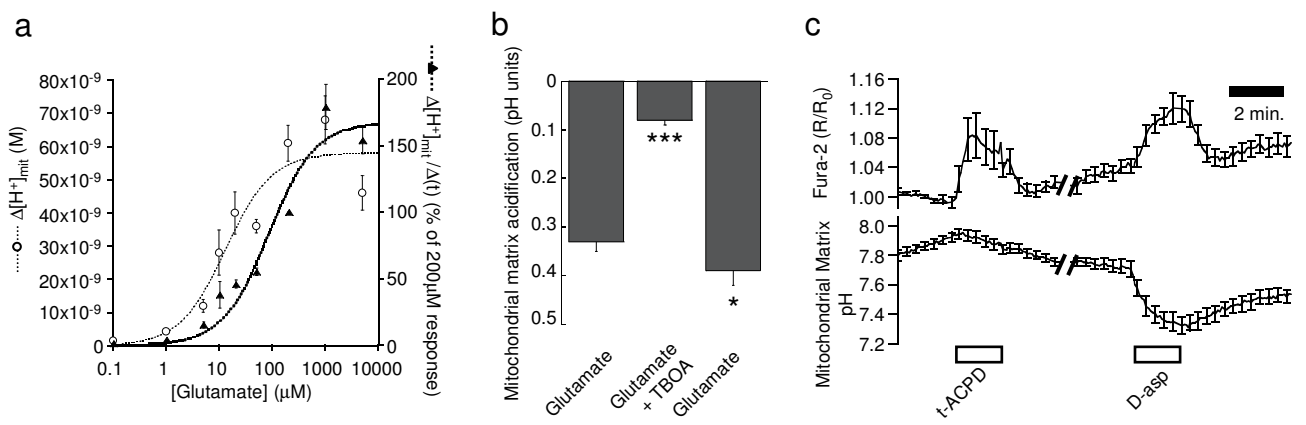 a
Δ[H⁺]mit (M)
80x10⁻⁹
70x10⁻⁹
60x10⁻⁹
50x10⁻⁹
40x10⁻⁹
30x10⁻⁹
20x10⁻⁹
10x10⁻⁹
0
0.1
1
10
100
1000
10000
[Glutamate] (μM)
200
150
100
50
0
Δ[H⁺]mit/Δ(t) (% of 200μM response)
b
Mitochondrial matrix acidification (pH units)
0
0.1
0.2
0.3
0.4
0.5
***
*
Glutamate
Glutamate
+ TBOA
Glutamate
c
Fura-2 (R/R₀)
1.16
1.12
1.08
1.04
1.00
2 min.
Mitochondrial Matrix
pH
8.0
7.8
7.6
7.4
7.2
t-ACPD
D-asp